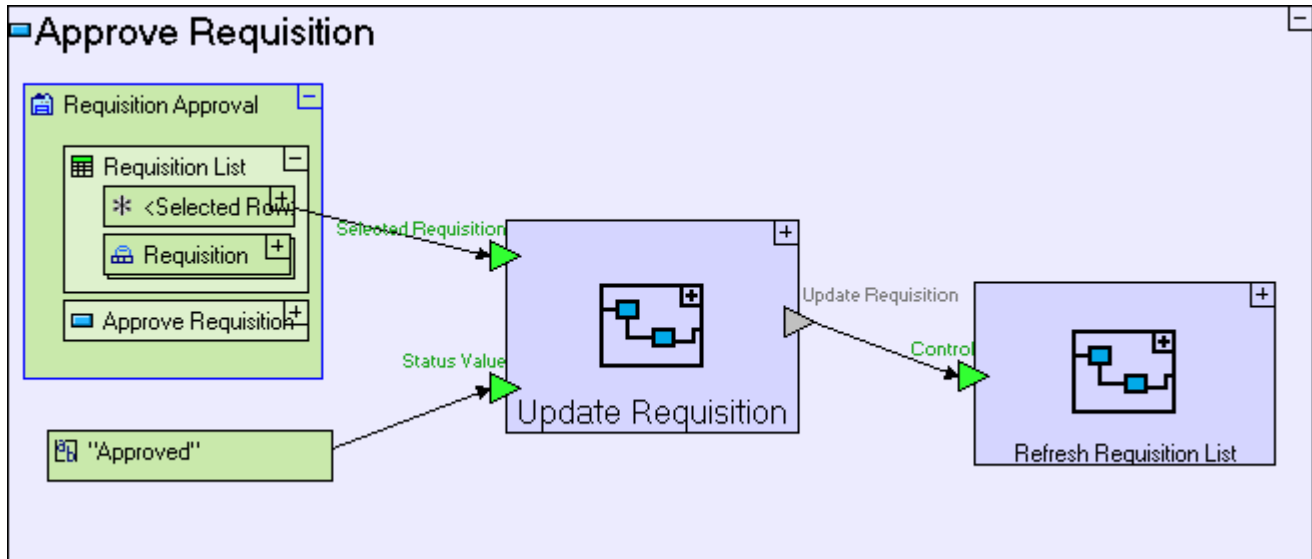 Approve Requisition
Requisition Approval
Requisition List
<Selected Row
Requisition
Approve Requisition
"Approved"
Selected Requisition
Status Value
Update Requisition
Update Requisition
Control
Refresh Requisition List